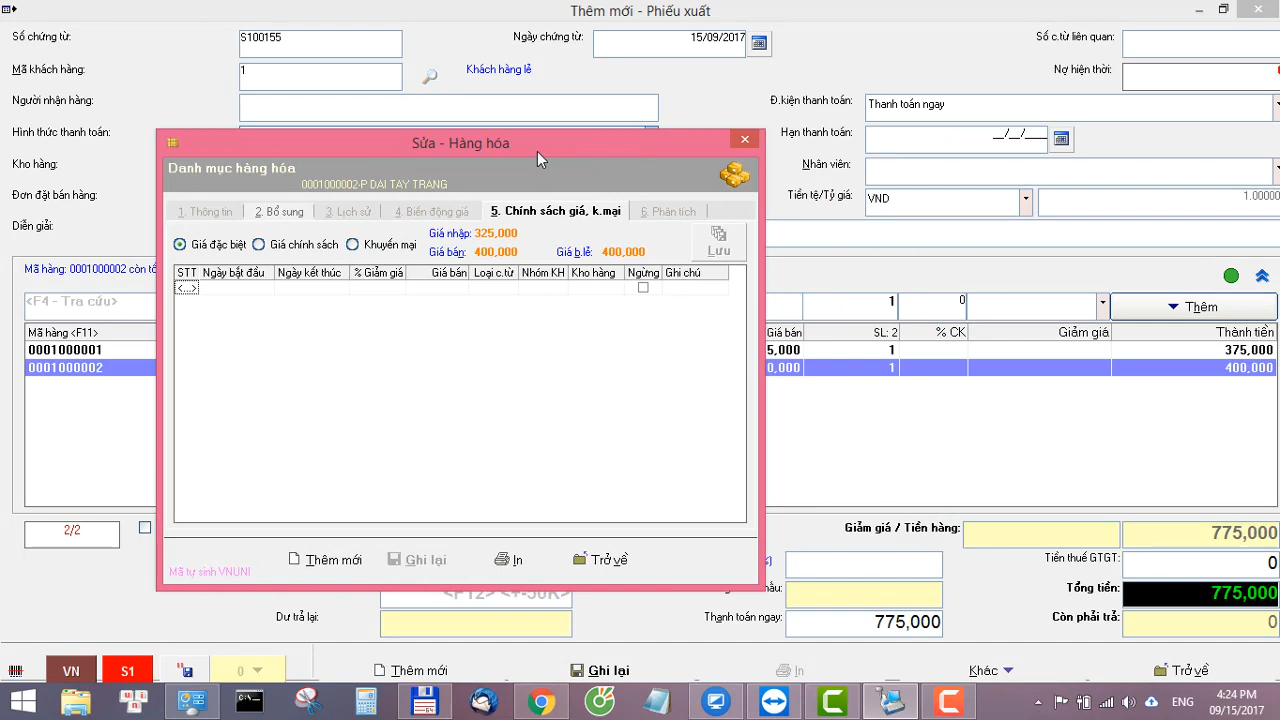 Thêm mới - Phiếu xuất
Số chứng từ:
S100155
Ngày chứng từ:
15/09/2017
Số c.từ liên quan:
Mã khách hàng:
1
Khách hàng lẻ
Nợ hiện thời:
Người nhận hàng:
Đ.kiện thanh toán:
Thanh toán ngay
Hình thức thanh toán:
Hạn thanh toán:
__/__/____
Kho hàng:
Nhân viên:
Đơn đặt bán hàng:
Tiền tệ/Tỷ giá:
VND
1.00000
Diễn giải:
Sửa - Hàng hóa
Danh mục hàng hóa
0001000002-P DAI TAY TRANG
1. Thông tin
2. Bổ sung
3. Lịch sử
4. Biến động giá
5. Chính sách giá, k.mại
6. Phân tích
Giá đặc biệt
Giá chính sách
Khuyến mại
Giá nhập: 325,000
Giá bán: 400,000
Giá b.lẻ: 400,000
Lưu
STT Ngày bắt đầu Ngày kết thúc % Giảm giá Giá bán Loại c.từ Nhóm KH Kho hàng Ngừng Ghi chú
<...>
Thêm mới
Ghi lại
In
Trở về
Mã tự sinh VNUNI
Mã hàng: 0001000002 còn tồ
<F4 - Tra cứu>
1
0
Thêm
Mã hàng <F11>
Giá bán
SL: 2
% CK
Giảm giá
Thành tiền
0001000001
5,000
1
375,000
0001000002
0,000
1
400,000
2/2
Giảm giá / Tiền hàng:
775,000
Tiền thuế GTGT:
0
<F12> <+-50K>
Tổng tiền:
775,000
Dư trả lại:
Thanh toán ngay:
775,000
Còn phải trả:
0
VN
S1
0
Thêm mới
Ghi lại
In
Khác
Trở về
ENG
4:24 PM
09/15/2017